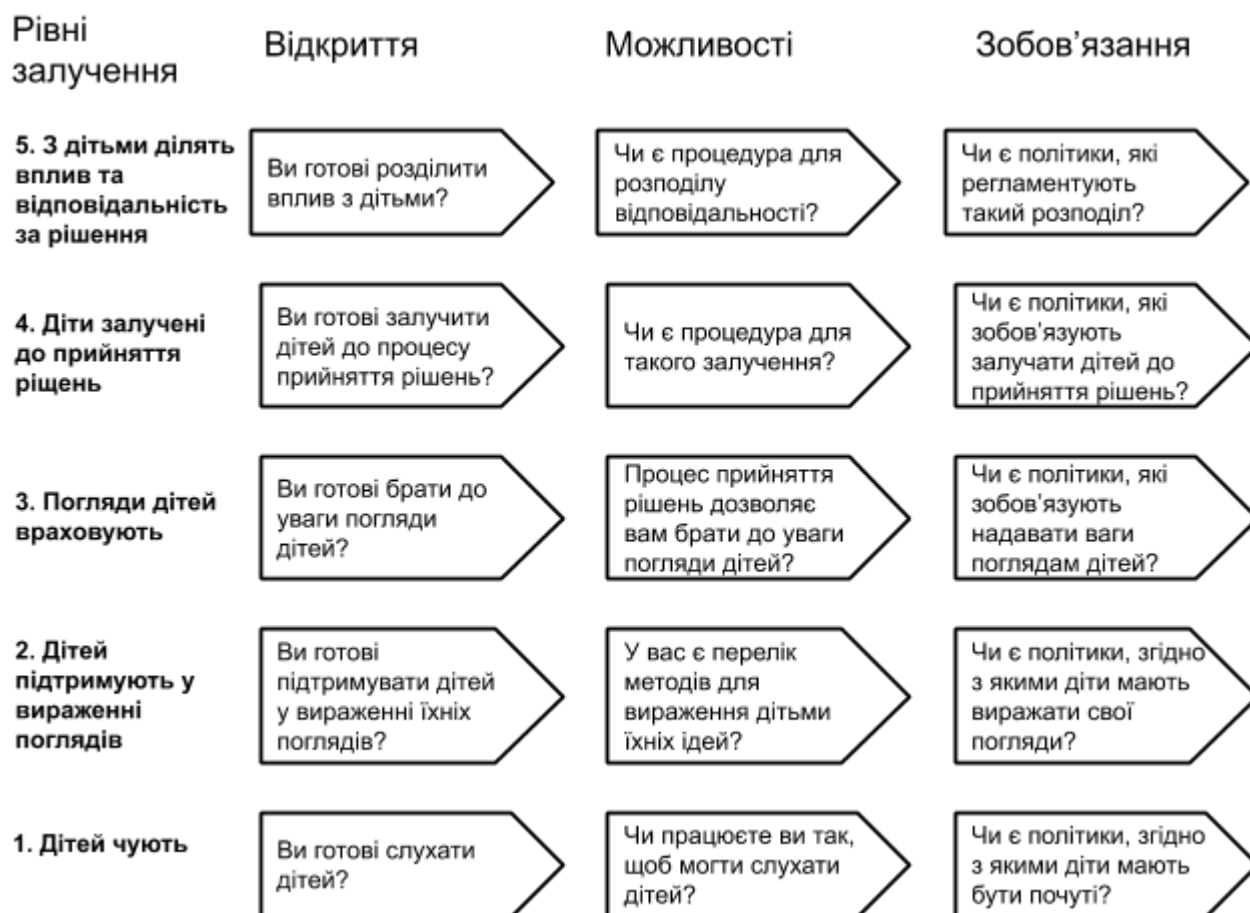 Рівні
залучення
Відкриття
Можливості
Зобов’язання
5. З дітьми ділять
вплив та
відповідальність
за рішення
Ви готові розділити
вплив з дітьми?
Чи є процедура для
розподілу
відповідальності?
Чи є політики, які
регламентують
такий розподіл?
4. Діти залучені
до прийняття
ріщень
Ви готові залучити
дітей до процесу
прийняття рішень?
Чи є процедура для
такого залучення?
Чи є політики, які
зобов’язують
залучати дітей до
прийняття рішень?
3. Погляди дітей
враховують
Ви готові брати до
уваги погляди
дітей?
Процес прийняття
рішень дозволяє
вам брати до уваги
погляди дітей?
Чи є політики, які
зобов’язують
надавати ваги
поглядам дітей?
2. Дітей
підтримують у
вираженні
поглядів
Ви готові
підтримувати дітей
у вираженні їхніх
поглядів?
У вас є перелік
методів для
вираження дітьми
їхніх ідей?
Чи є політики, згідно
з якими діти мають
виражати свої
погляди?
1. Дітей чують
Ви готові слухати
дітей?
Чи працюєте ви так,
щоб могти слухати
дітей?
Чи є політики, згідно
з якими діти мають
бути почуті?